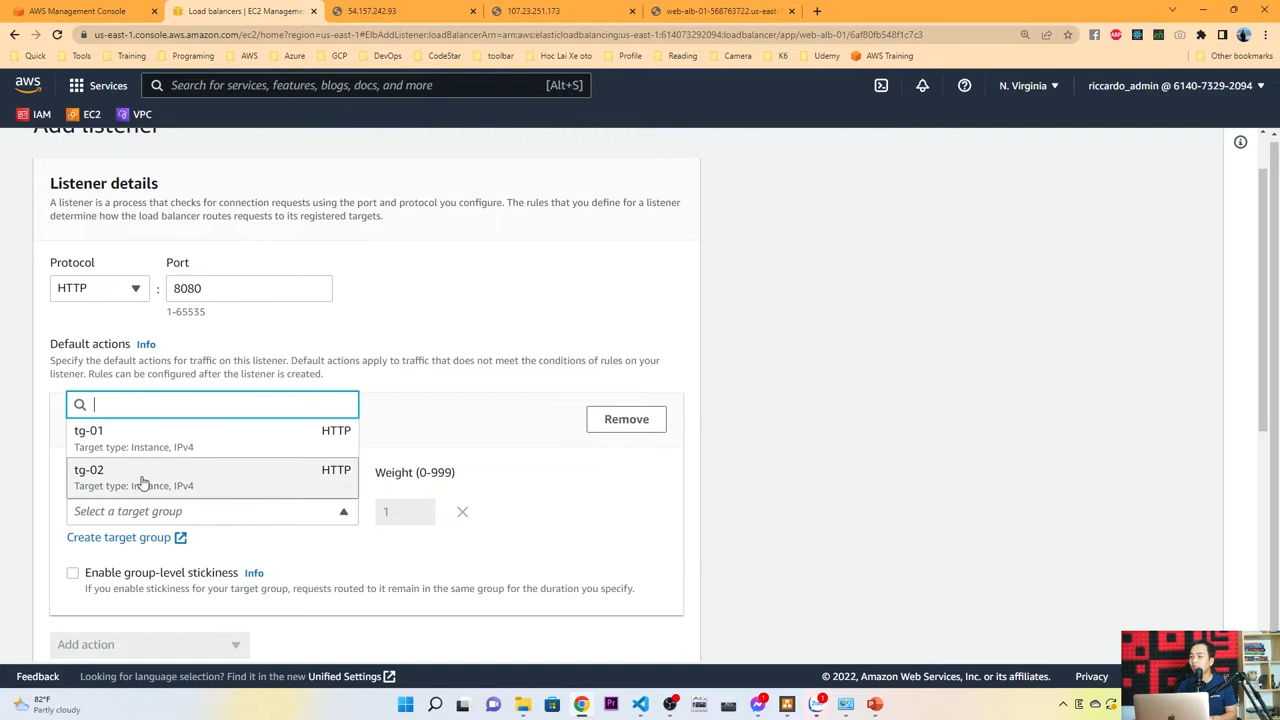 AWS Management Console
Load balancers | EC2 Manageme
54.157.242.93
107.23.251.173
web-alb-01-568763722.us-east-1
us-east-1.console.aws.amazon.com/ec2/home?region=us-east-1#ElbAddListener:loadBalancerArn=arn:aws:elasticloadbalancing:us-east-1:614073292094:loadbalancer/app/web-alb-01/6af80fb548f1c7c3
Quick
Tools
Training
Programing
AWS
Azure
GCP
DevOps
CodeStar
toolbar
Hoc Lai Xe oto
Profile
Reading
Camera
K6
Udemy
AWS Training
Other bookmarks
aws
Services
Search for services, features, blogs, docs, and more
[Alt+S]
N. Virginia
riccardo_admin @ 6140-7329-2094
IAM
EC2
VPC
Add listener
Listener details
A listener is a process that checks for connection requests using the port and protocol you configure. The rules that you define for a listener
determine how the load balancer routes requests to its registered targets.
Protocol
Port
HTTP
:
8080
1-65535
Default actions
Info
Specify the default actions for traffic on this listener. Default actions apply to traffic that does not meet the conditions of rules on your
listener. Rules can be configured after the listener is created.
Remove
tg-01
HTTP
Target type: Instance, IPv4
tg-02
HTTP
Target type: Instance, IPv4
Weight (0-999)
Select a target group
1
Create target group
Enable group-level stickiness
Info
If you enable stickiness for your target group, requests routed to it remain in the same group for the duration you specify.
Add action
Feedback
Looking for language selection? Find it in the new Unified Settings
© 2022, Amazon Web Services, Inc. or its affiliates.
Privacy
82°F
Partly cloudy